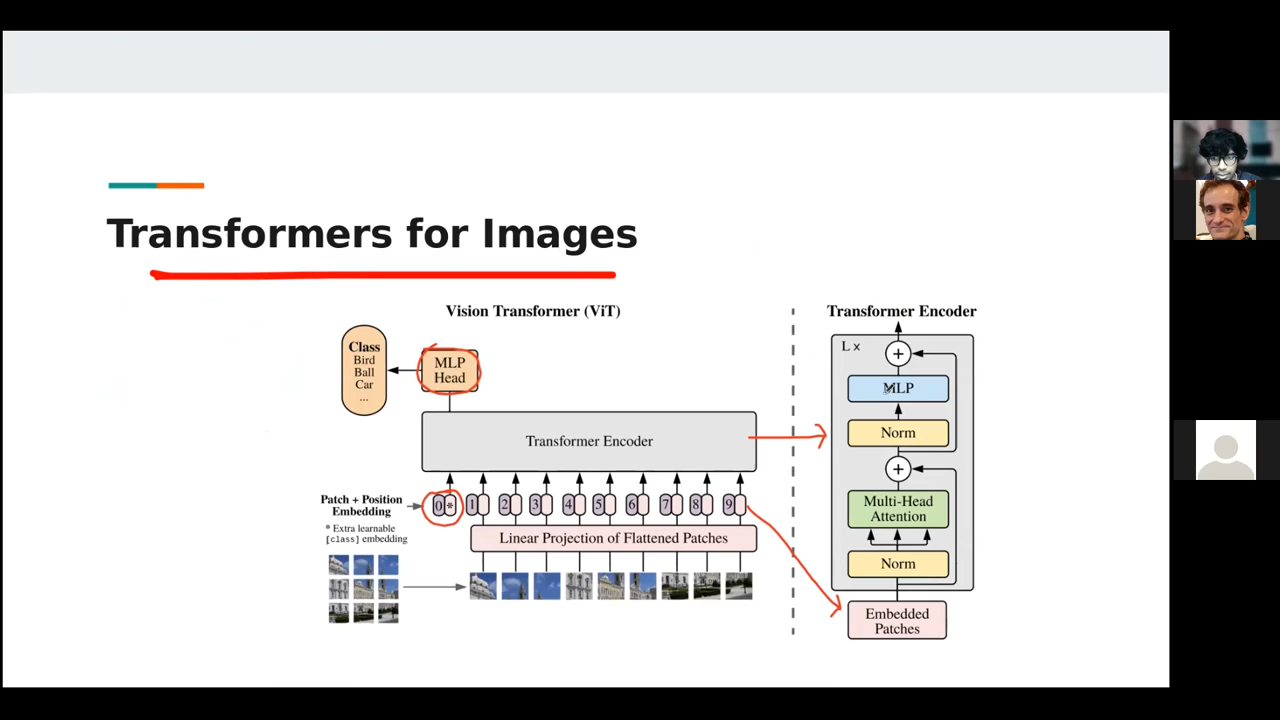 Transformers for Images
Vision Transformer (ViT)
Class
Bird
Ball
Car
...
MLP
Head
Transformer Encoder
Patch + Position
Embedding
* Extra learnable
[class] embedding
0 * 1 2 3 4 5 6 7 8 9
Linear Projection of Flattened Patches
Transformer Encoder
L x
+
MLP
Norm
+
Multi-Head
Attention
Norm
Embedded
Patches